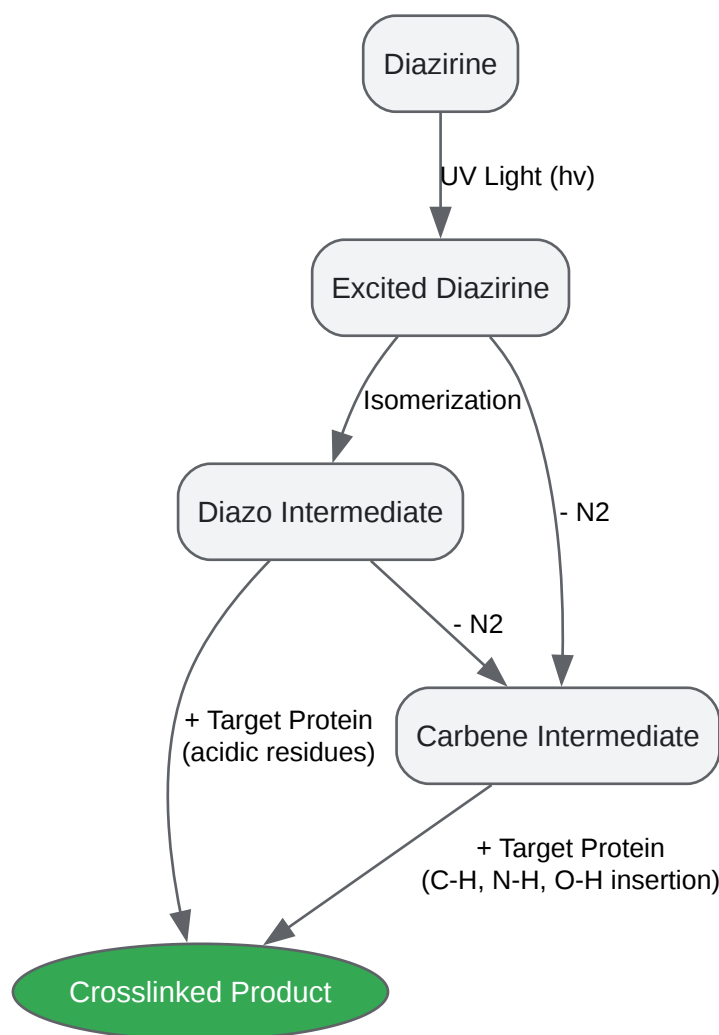 Diazirine
UV Light (hv)
Excited Diazirine
Isomerization
- N2
Diazo Intermediate
- N2
+ Target Protein
(acidic residues)
Carbene Intermediate
+ Target Protein
(C-H, N-H, O-H insertion)
Crosslinked Product